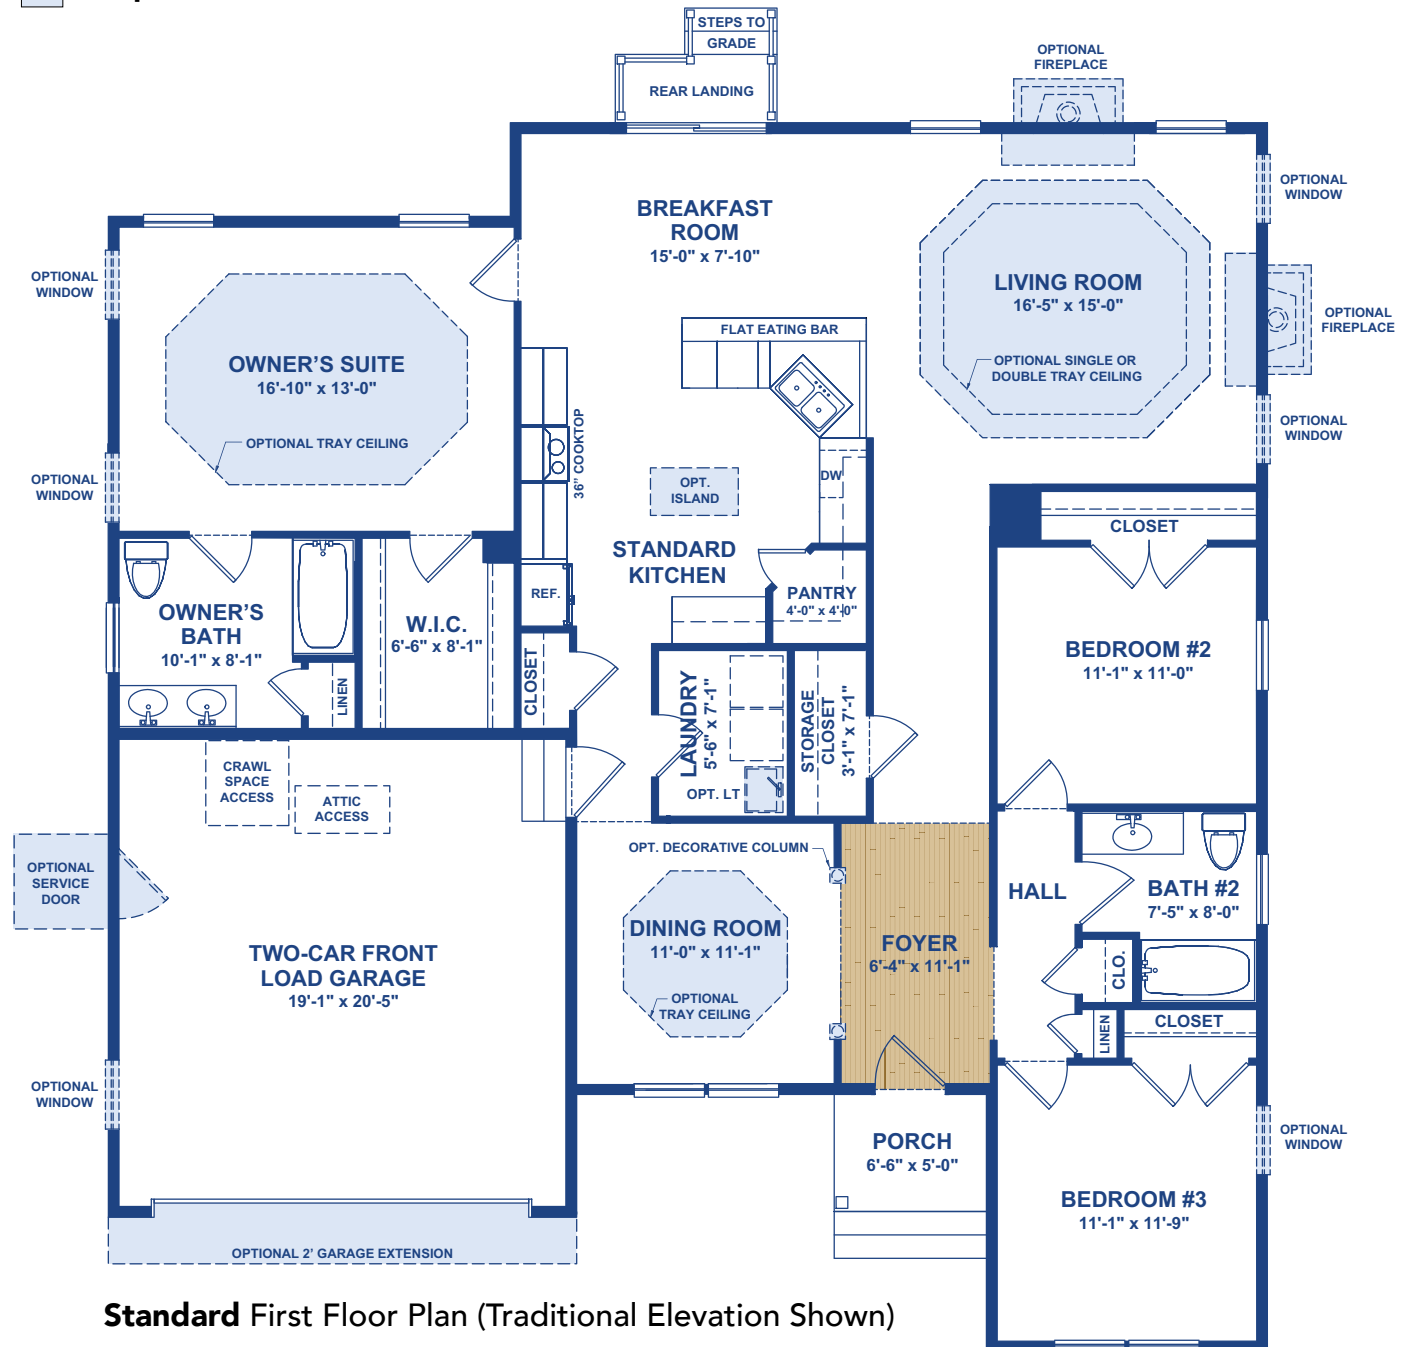 STEPS TO
GRADE
REAR LANDING
OPTIONAL
FIREPLACE
OPTIONAL
WINDOW
BREAKFAST
ROOM
15'-0" x 7'-10"
LIVING ROOM
16'-5" x 15'-0"
OPTIONAL SINGLE OR
DOUBLE TRAY CEILING
OPTIONAL
FIREPLACE
OPTIONAL
WINDOW
OPTIONAL
WINDOW
OWNER'S SUITE
16'-10" x 13'-0"
OPTIONAL TRAY CEILING
OPTIONAL
WINDOW
FLAT EATING BAR
36" COOKTOP
DW
OPT.
ISLAND
STANDARD
KITCHEN
REF.
PANTRY
4'-0" x 4'-0"
CLOSET
BEDROOM #2
11'-1" x 11'-0"
OWNER'S
BATH
10'-1" x 8'-1"
W.I.C.
6'-6" x 8'-1"
LINEN
CLOSET
LAUNDRY
5'-6" x 7'-1"
OPT. LT
STORAGE
CLOSET
3'-1" x 7'-1"
CRAWL
SPACE
ACCESS
ATTIC
ACCESS
OPTIONAL
SERVICE
DOOR
OPT. DECORATIVE COLUMN
DINING ROOM
11'-0" x 11'-1"
OPTIONAL
TRAY CEILING
FOYER
6'-4" x 11'-1"
HALL
BATH #2
7'-5" x 8'-0"
CLO.
LINEN
CLOSET
TWO-CAR FRONT
LOAD GARAGE
19'-1" x 20'-5"
OPTIONAL
WINDOW
PORCH
6'-6" x 5'-0"
OPTIONAL
WINDOW
BEDROOM #3
11'-1" x 11'-9"
OPTIONAL 2' GARAGE EXTENSION
Standard First Floor Plan (Traditional Elevation Shown)